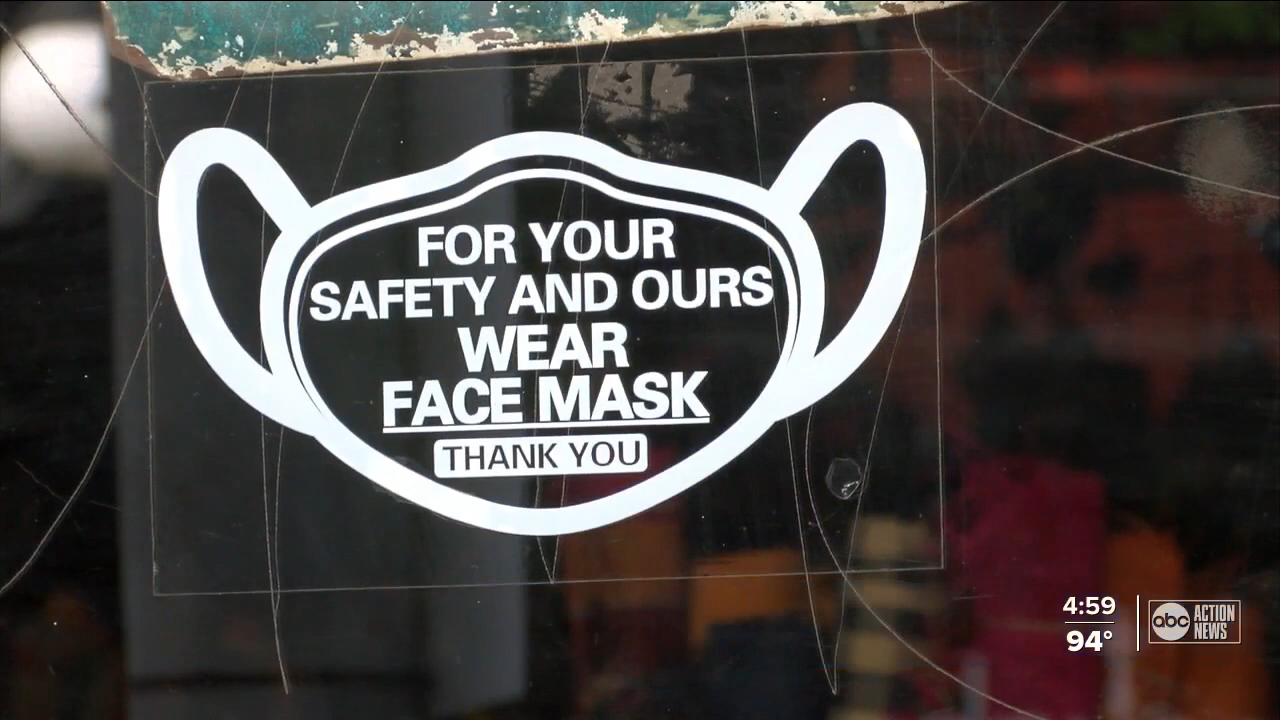 FOR YOUR
SAFETY AND OURS
WEAR
FACE MASK
THANK YOU
4:59
94°
abc ACTION
NEWS